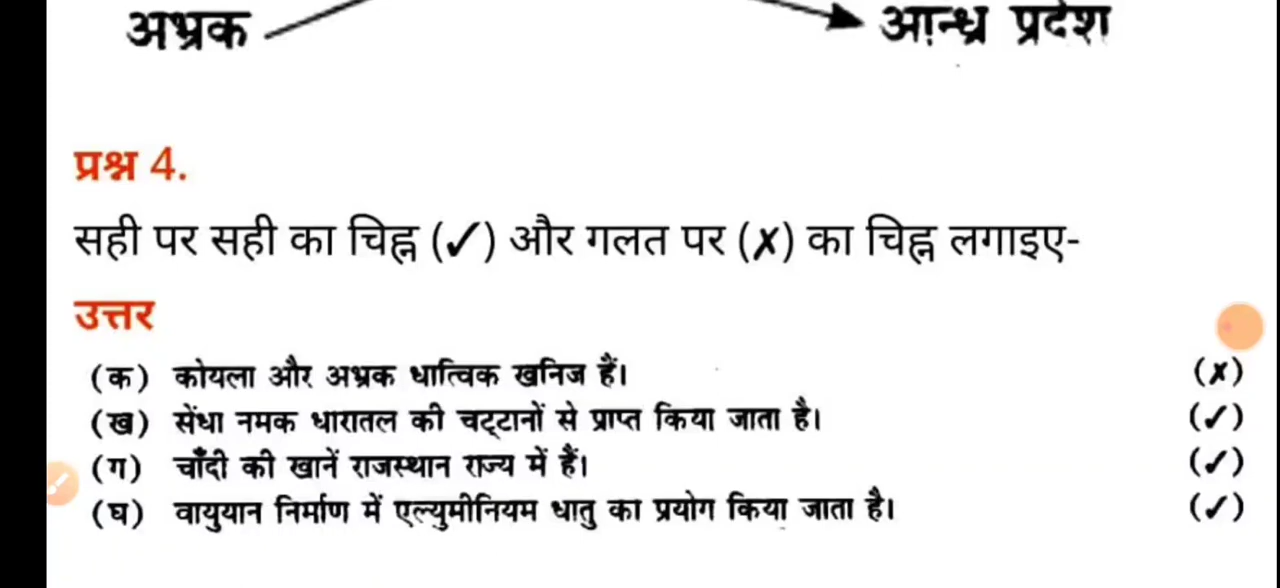 अभ्रक आन्ध्र प्रदेश
प्रश्न 4.
सही पर सही का चिह्न (✓) और गलत पर (✗) का चिह्न लगाइए-
उत्तर
(क) कोयला और अभ्रक धात्विक खनिज हैं। (✗)
(ख) सेंधा नमक धारातल की चट्टानों से प्राप्त किया जाता है। (✓)
(ग) चाँदी की खानें राजस्थान राज्य में हैं। (✓)
(घ) वायुयान निर्माण में एल्युमीनियम धातु का प्रयोग किया जाता है। (✓)